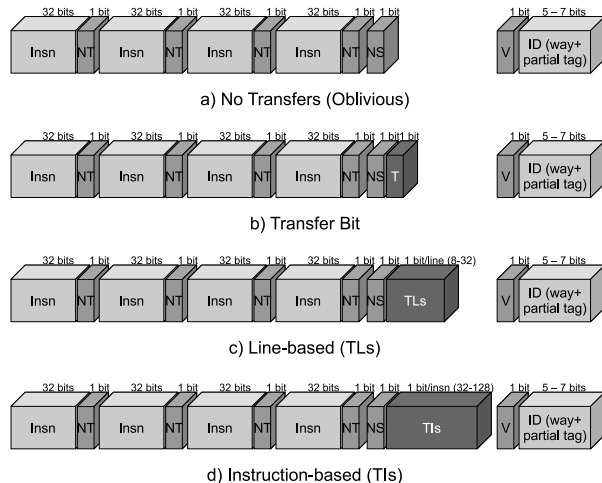 32 bits 1 bit 32 bits 1 bit 32 bits 1 bit 32 bits 1 bit 1 bit 1 bit 5 – 7 bits
Insn NT Insn NT Insn NT Insn NT NS V ID (way+
partial tag)
a) No Transfers (Oblivious)
32 bits 1 bit 32 bits 1 bit 32 bits 1 bit 32 bits 1 bit 1 bit 1 bit 1 bit 5 – 7 bits
Insn NT Insn NT Insn NT Insn NT NS T V ID (way+
partial tag)
b) Transfer Bit
32 bits 1 bit 32 bits 1 bit 32 bits 1 bit 32 bits 1 bit 1 bit 1 bit/line (8-32) 1 bit 5 – 7 bits
Insn NT Insn NT Insn NT Insn NT NS TLs V ID (way+
partial tag)
c) Line-based (TLs)
32 bits 1 bit 32 bits 1 bit 32 bits 1 bit 32 bits 1 bit 1 bit 1 bit/insn (32-128) 1 bit 5 – 7 bits
Insn NT Insn NT Insn NT Insn NT NS TIs V ID (way+
partial tag)
d) Instruction-based (TIs)